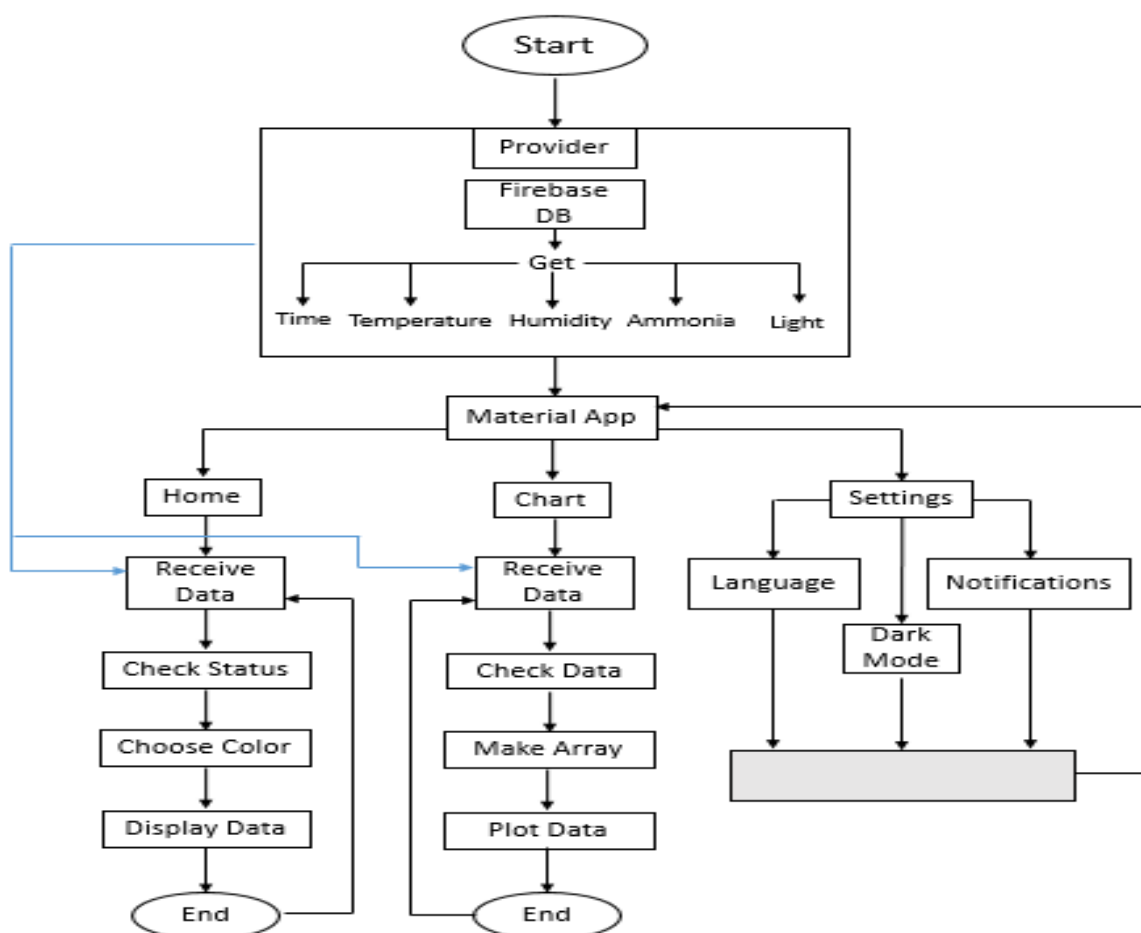 Start
Provider
Firebase
DB
Get
Time Temperature Humidity Ammonia Light
Material App
Home
Chart
Settings
Receive
Data
Receive
Data
Language
Notifications
Dark
Mode
Check Status
Check Data
Choose Color
Make Array
Display Data
Plot Data
End
End